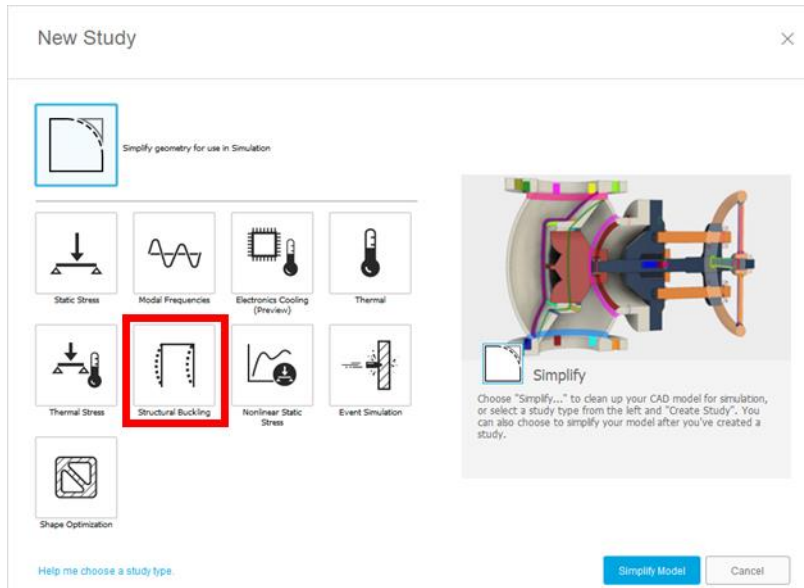 New Study
Simplify geometry for use in Simulation
Static Stress
Modal Frequencies
Electronics Cooling
(Preview)
Thermal
Thermal Stress
Structural Buckling
Nonlinear Static
Stress
Event Simulation
Shape Optimization
Simplify
Choose "Simplify..." to clean up your CAD model for simulation,
or select a study type from the left and "Create Study". You
can also choose to simplify your model after you've created a
study.
Help me choose a study type.
Simplify Model
Cancel